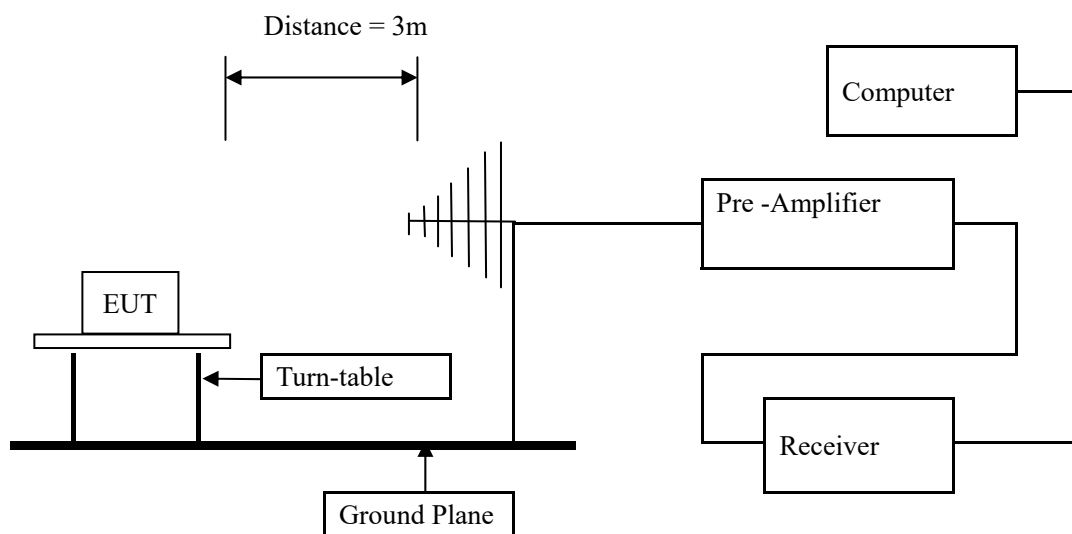 Distance = 3m
Computer
Pre -Amplifier
EUT
Turn-table
Receiver
Ground Plane